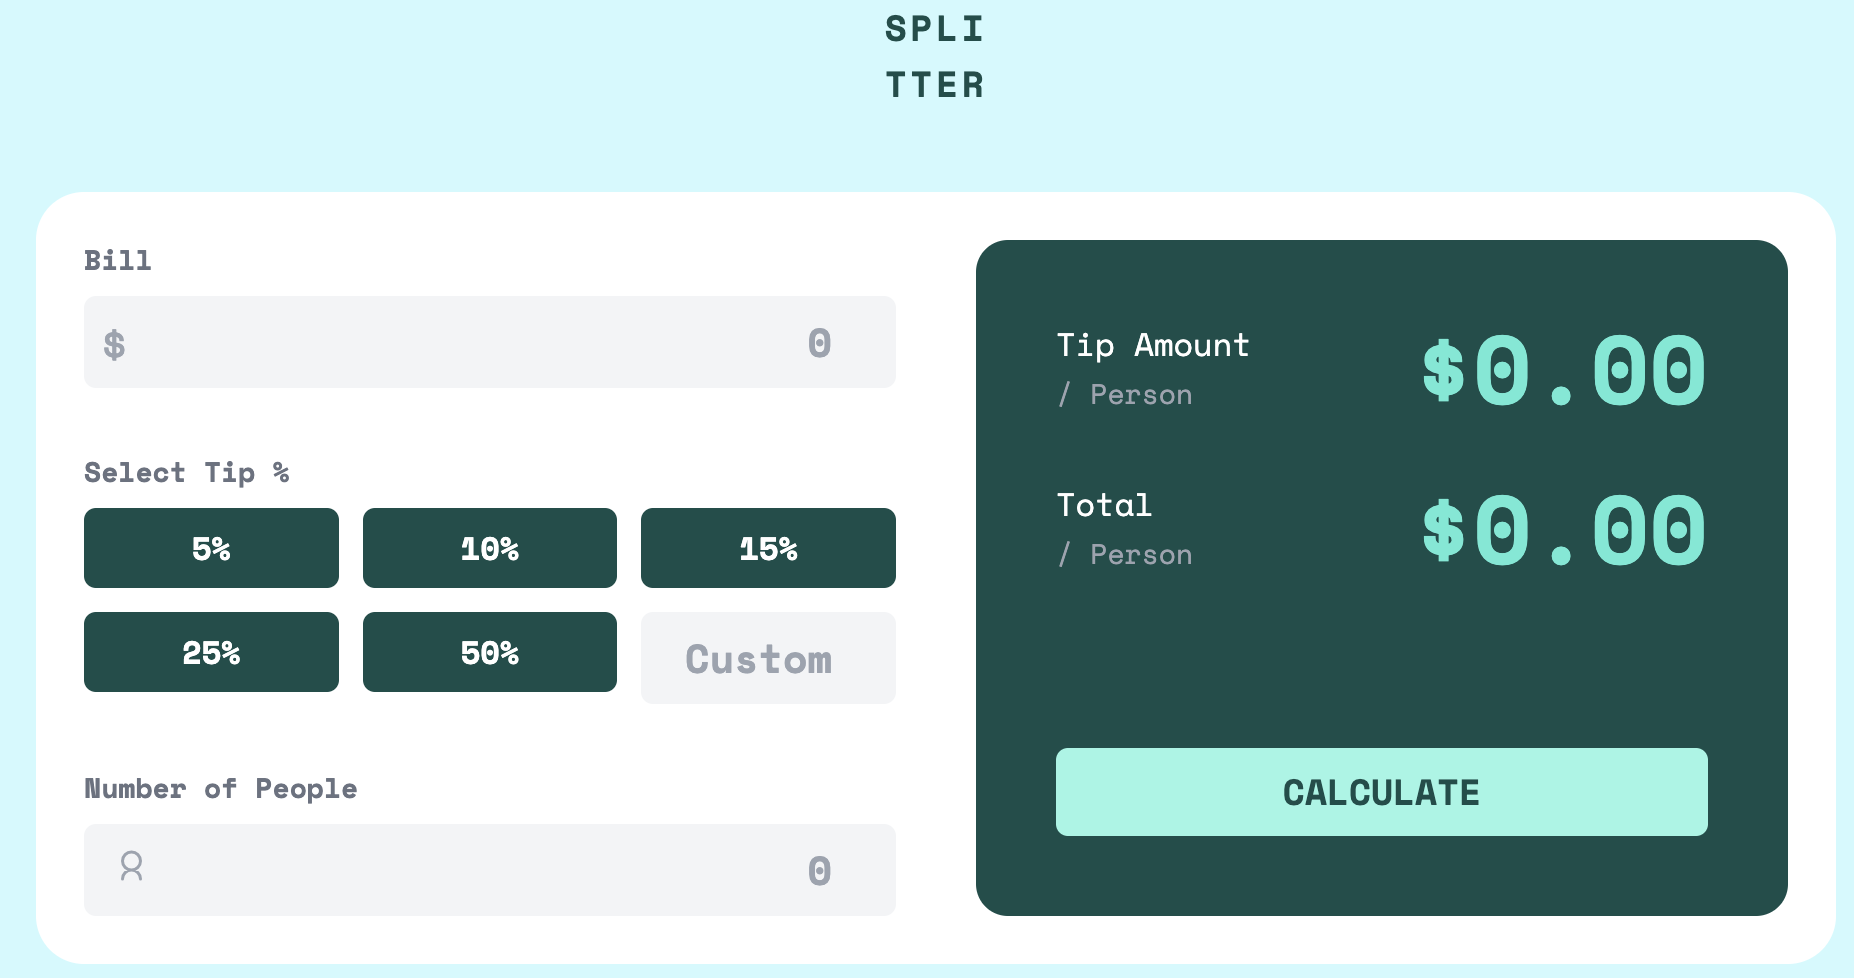 SPLI
TTER
Bill
$ 0
Select Tip %
5% 10% 15%
25% 50% Custom
Number of People
0
Tip Amount
/ Person
$0.00
Total
/ Person
$0.00
CALCULATE